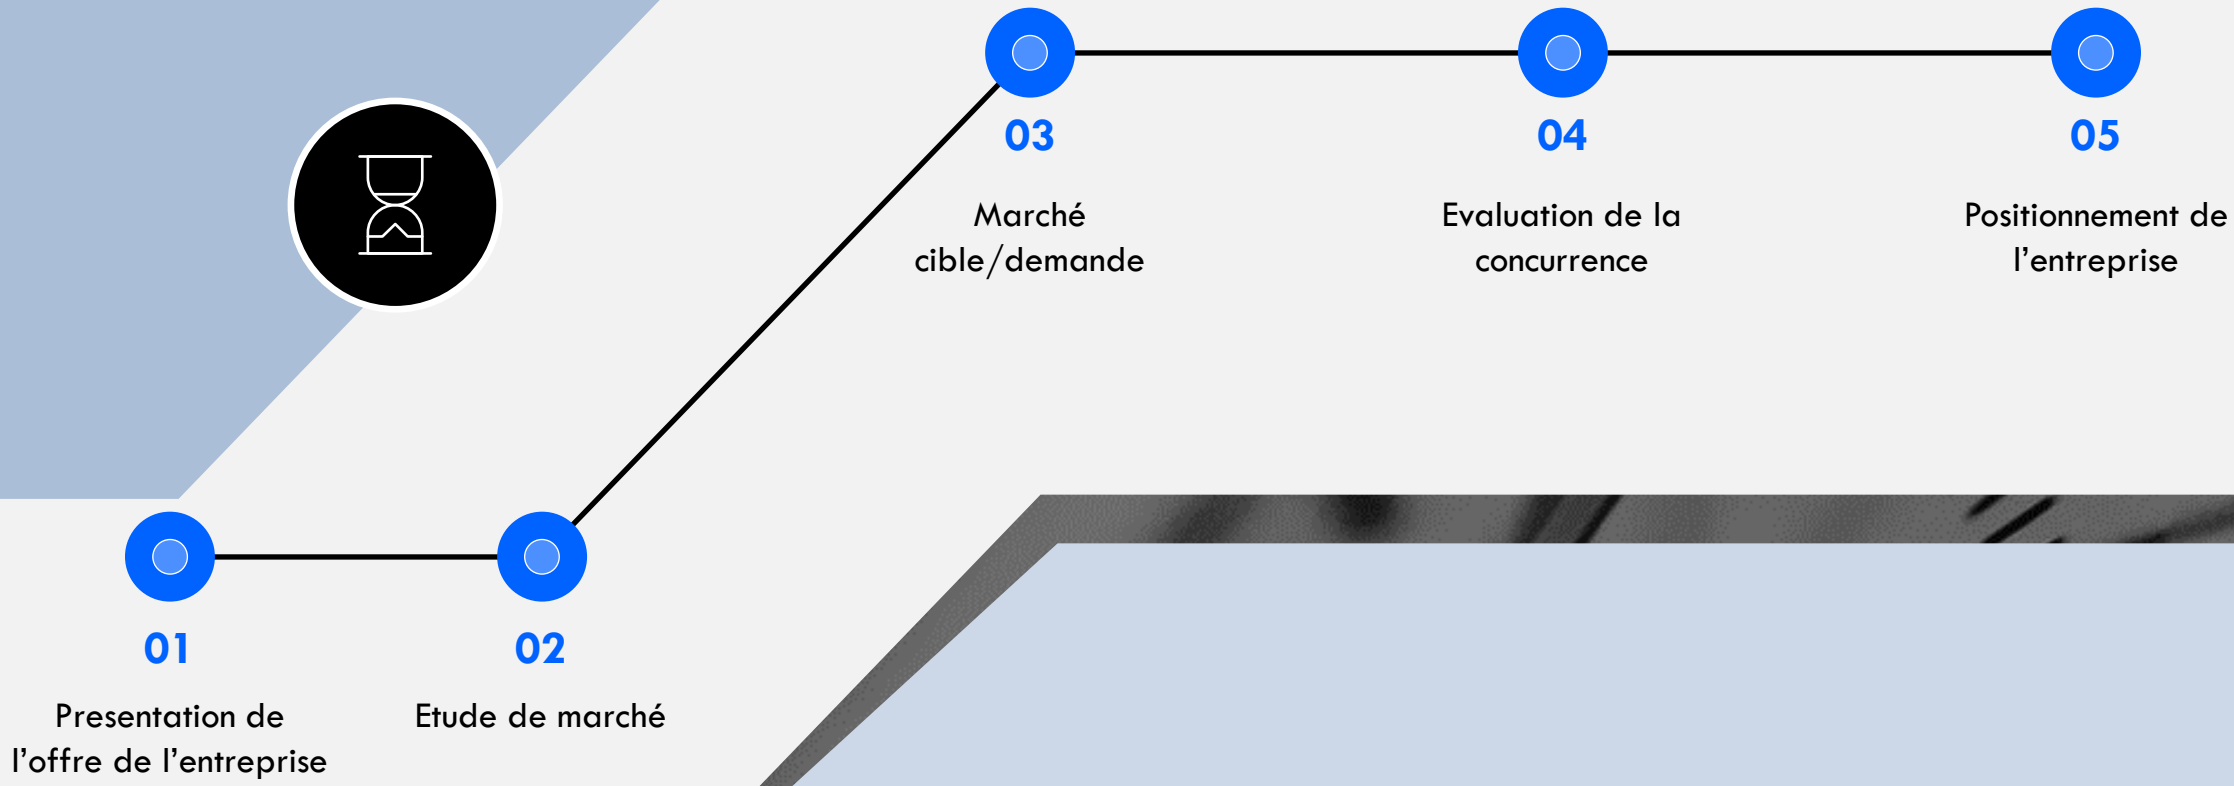 01
Presentation de
l’offre de l’entreprise
02
Etude de marché
03
Marché
cible/demande
04
Evaluation de la
concurrence
05
Positionnement de
l’entreprise